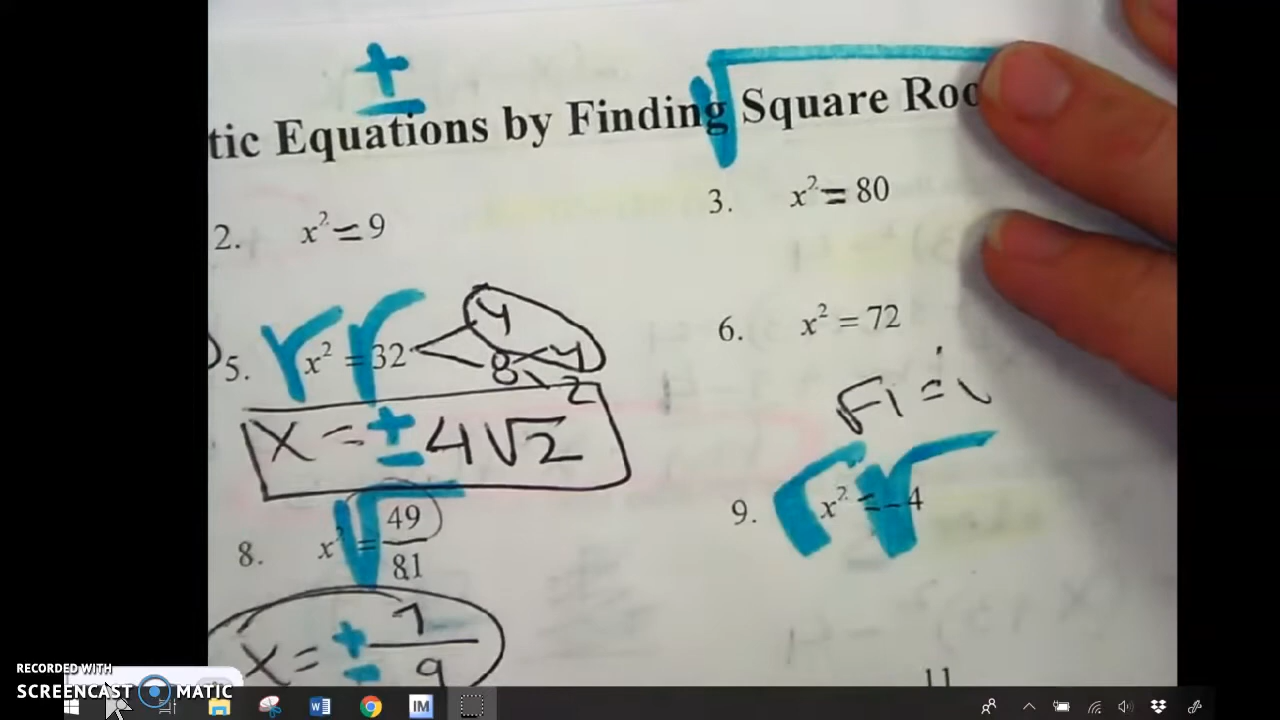 ±
√
tic Equations by Finding Square Roo
2. x² = 9
3. x² = 80
5. x² = 32
4
8
4
2
6. x² = 72
x = ± 4√2
√-1 = i
8. x² = 49/81
9. x² = -4
x = ± 7/9
11
RECORDED WITH
SCREENCAST MATIC
W
IM